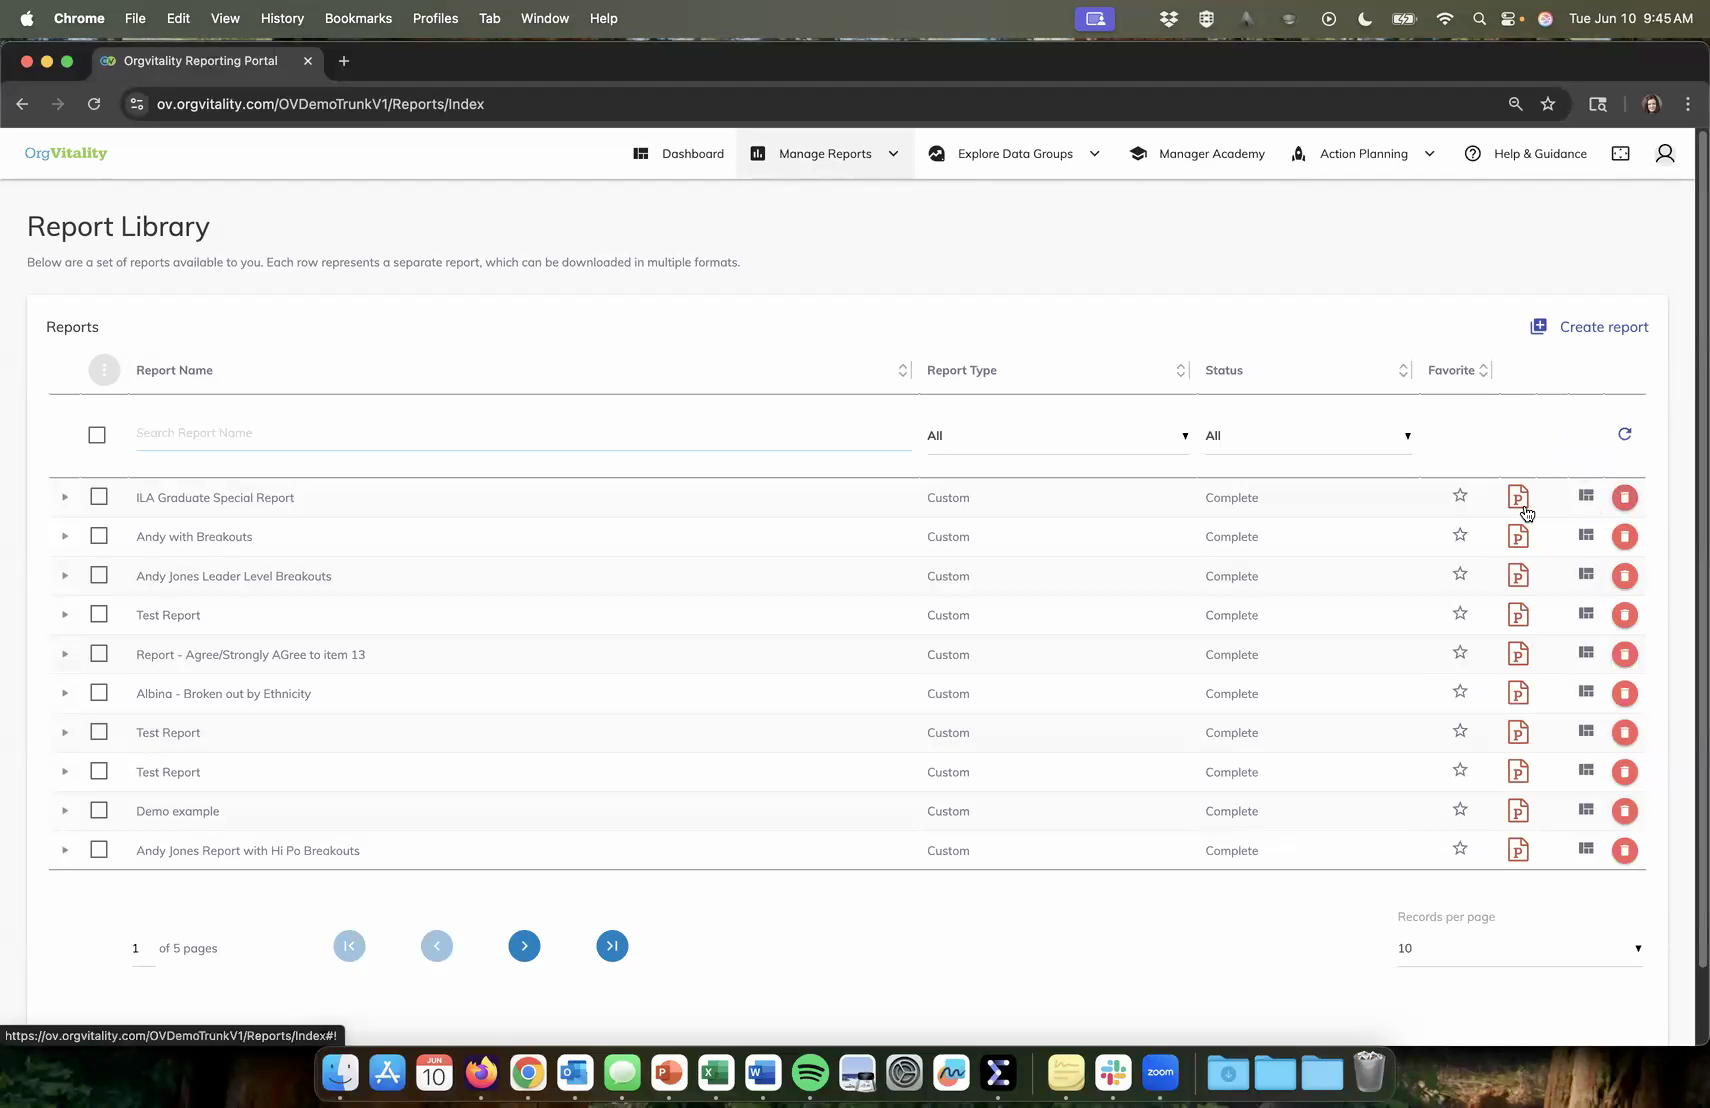 Chrome File Edit View History Bookmarks Profiles Tab Window Help Tue Jun 10 9:45 AM
Orgvitality Reporting Portal
ov.orgvitality.com/OVDemoTrunkV1/Reports/Index
OrgVitality Dashboard Manage Reports Explore Data Groups Manager Academy Action Planning Help & Guidance
Report Library
Below are a set of reports available to you. Each row represents a separate report, which can be downloaded in multiple formats.
Reports Create report
Report Name Report Type Status Favorite
Search Report Name All All
ILA Graduate Special Report Custom Complete
Andy with Breakouts Custom Complete
Andy Jones Leader Level Breakouts Custom Complete
Test Report Custom Complete
Report - Agree/Strongly AGree to item 13 Custom Complete
Albina - Broken out by Ethnicity Custom Complete
Test Report Custom Complete
Test Report Custom Complete
Demo example Custom Complete
Andy Jones Report with Hi Po Breakouts Custom Complete
Records per page
1 of 5 pages 10
https://ov.orgvitality.com/OVDemoTrunkV1/Reports/Index#!
JUN
10
zoom